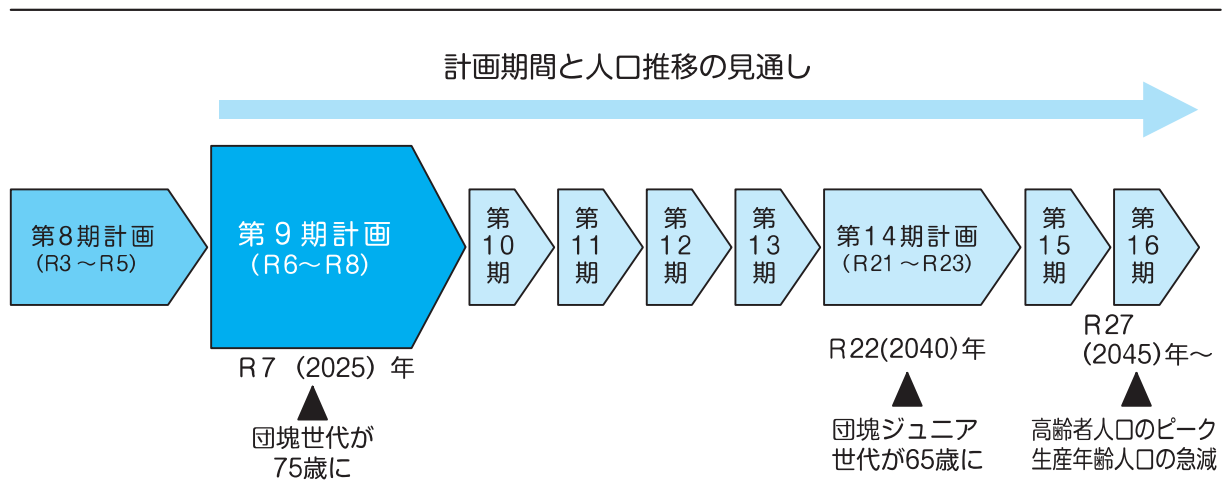 計画期間と人口推移の見通し
第8期計画
(R3～R5)
第9期計画
(R6～R8)
第
10
期
第
11
期
第
12
期
第
13
期
第14期計画
(R21～R23)
第
15
期
第
16
期
R7 (2025) 年
団塊世代が
75歳に
R22(2040)年
団塊ジュニア
世代が65歳に
R27
(2045)年～
高齢者人口のピーク
生産年齢人口の急減